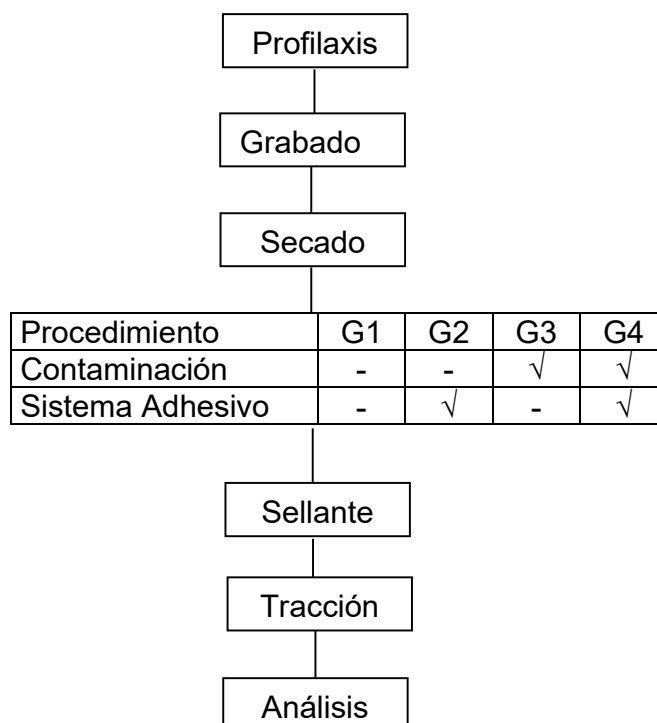 Profilaxis
Grabado
Secado
Procedimiento G1 G2 G3 G4
Contaminación - - √ √
Sistema Adhesivo - √ - √
Sellante
Tracción
Análisis